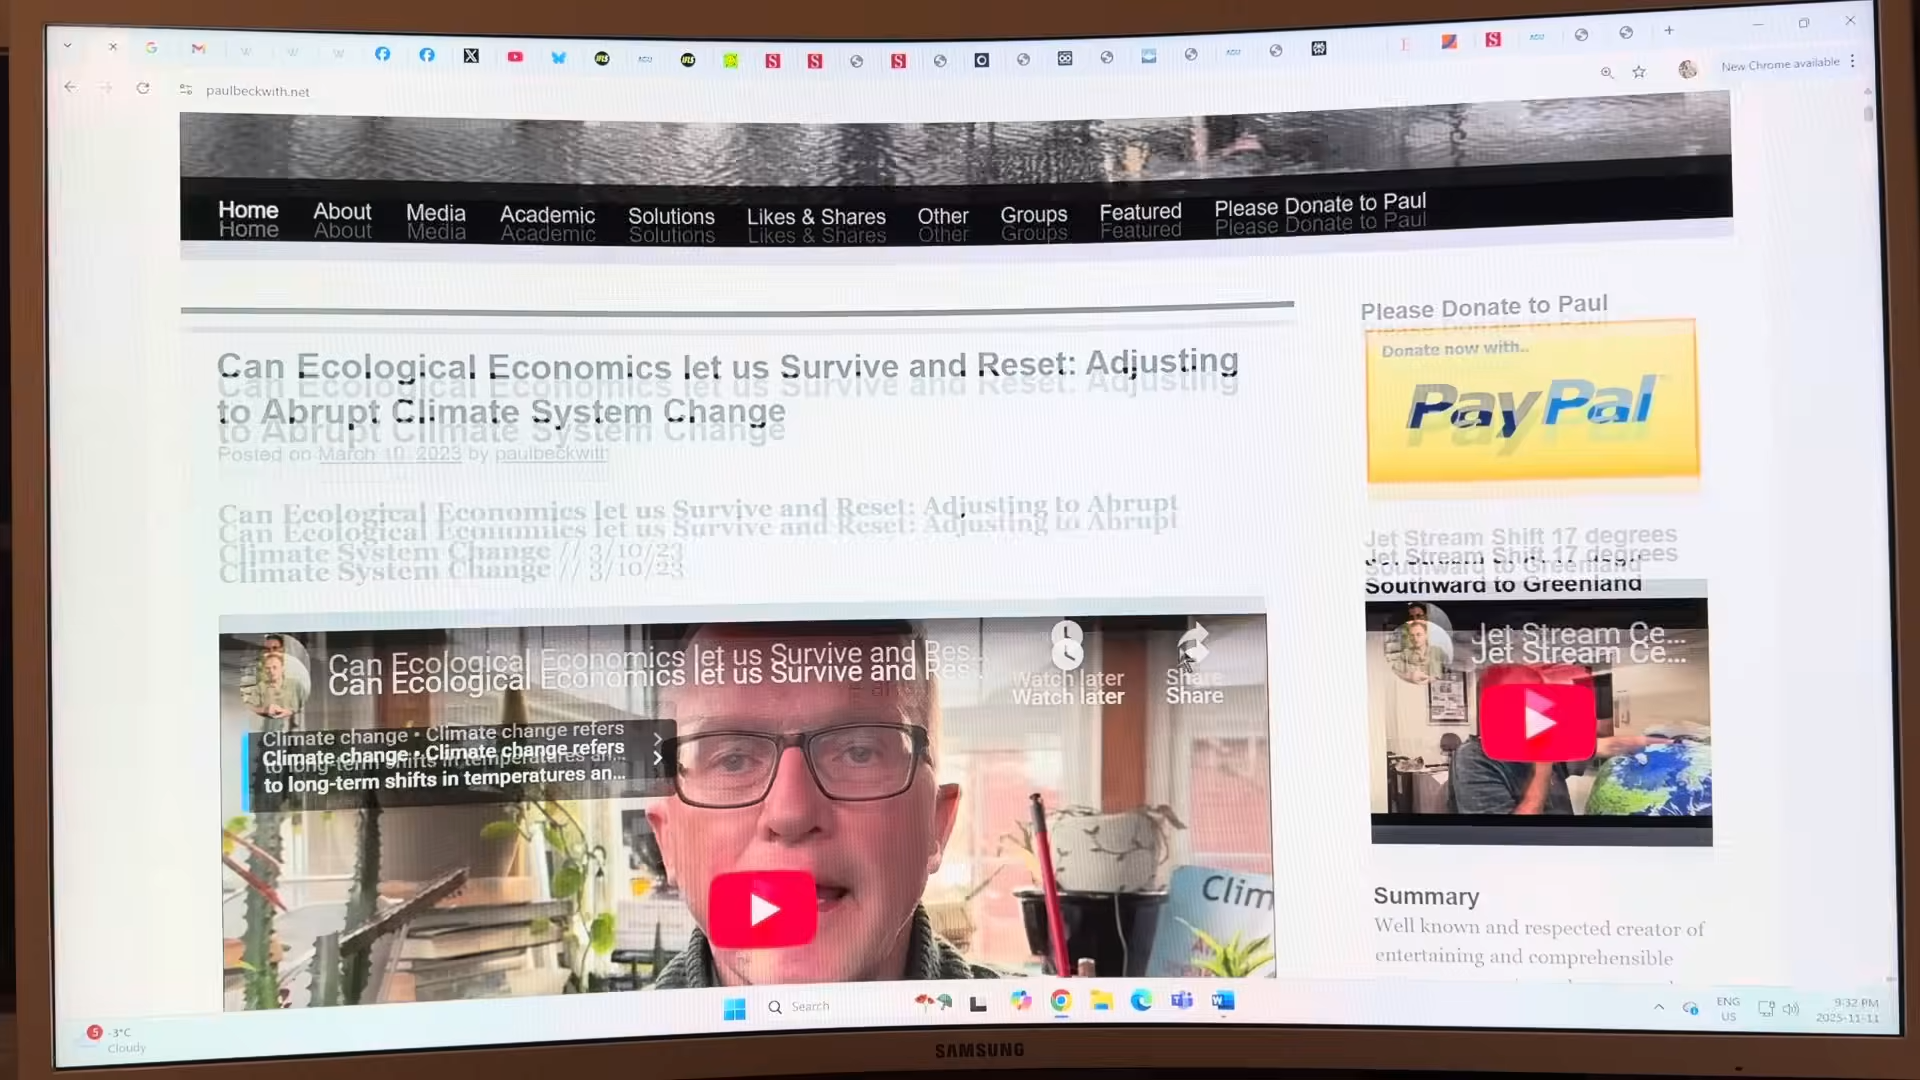 New Chrome available
paulbeckwith.net
Home About Media Academic Solutions Likes & Shares Other Groups Featured Please Donate to Paul
Can Ecological Economics let us Survive and Reset: Adjusting
to Abrupt Climate System Change
Posted on March 10, 2023 by paulbeckwith
Can Ecological Economics let us Survive and Reset: Adjusting to Abrupt
Climate System Change // 3/10/23
Can Ecological Economics let us Survive and Res...
Watch later
Share
Climate change • Climate change refers
to long-term shifts in temperatures an...
Clim
Please Donate to Paul
Donate now with..
PayPal
Jet Stream Shift 17 degrees
Southward to Greenland
Jet Stream Ce...
Summary
Well known and respected creator of
entertaining and comprehensible
5
-3°C
Cloudy
Search
ENG
US
9:32 PM
2025-11-11
SAMSUNG